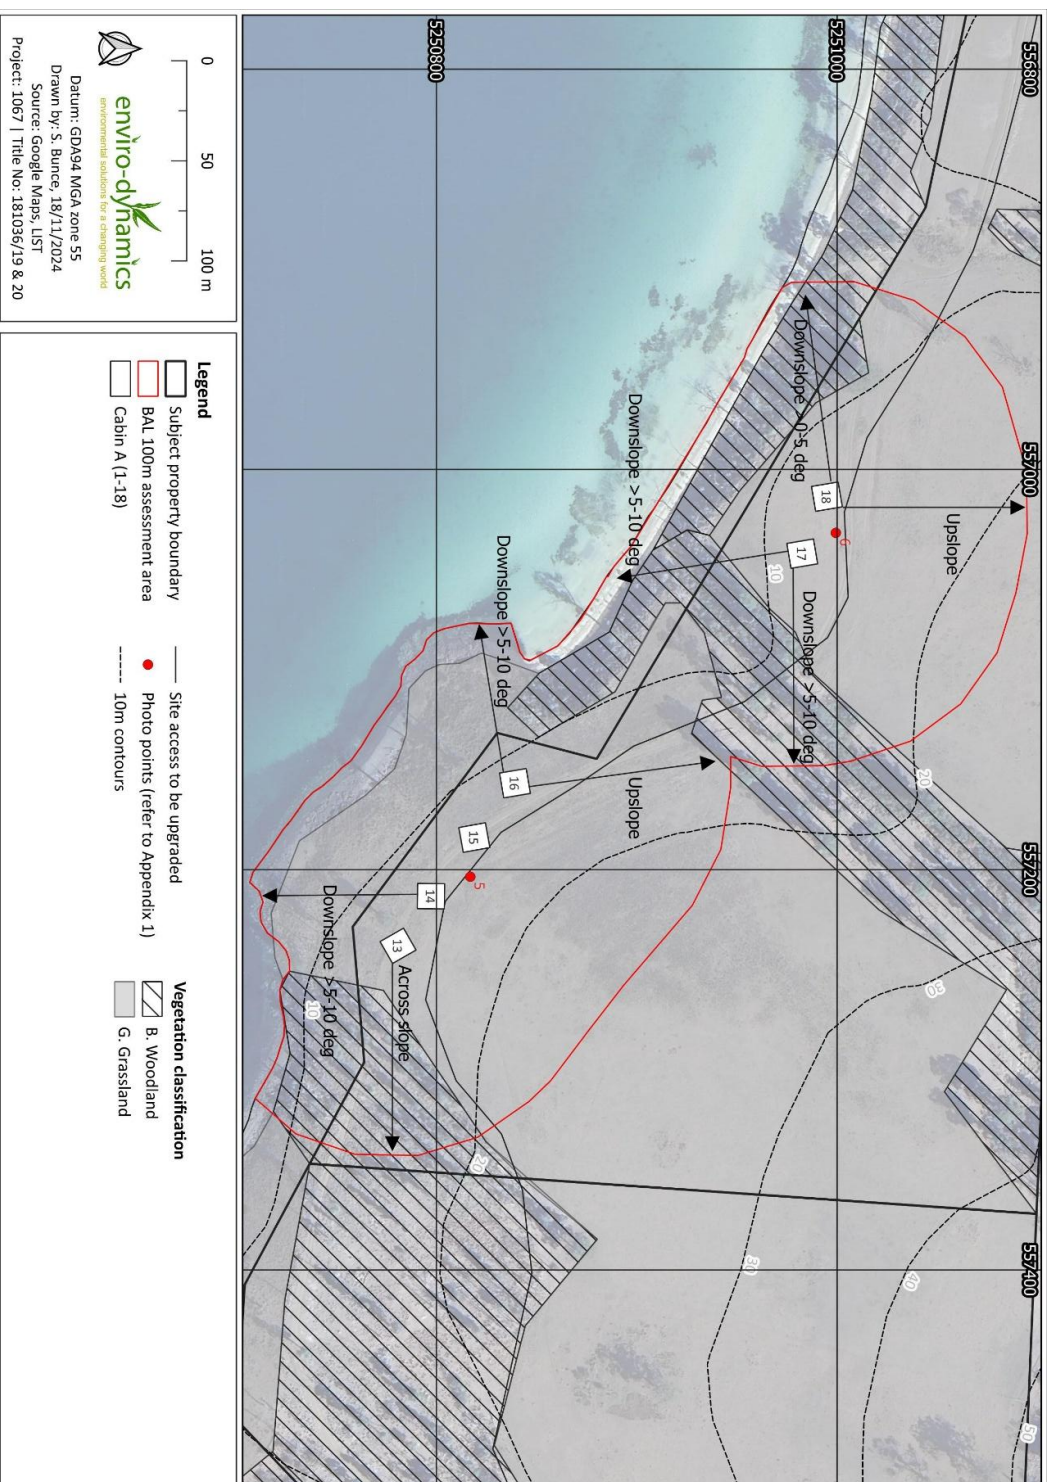 556800
557000
557200
557400
5251000
5250800
Upslope
Downslope >0-5 deg
18
6
17
Downslope >5-10 deg
Downslope >5-10 deg
10
20
Downslope >5-10 deg
16
Upslope
15
5
14
13
Across slope
Downslope >5-10 deg
10
20
30
30
40
50
0
50
100 m
enviro-dynamics
environmental solutions for a changing world
Datum: GDA94 MGA zone 55
Drawn by: S. Bunce, 18/11/2024
Source: Google Maps, LIST
Project: 1067 | Title No: 181036/19 & 20
Legend
Subject property boundary
BAL 100m assessment area
Cabin A (1-18)
Site access to be upgraded
Photo points (refer to Appendix 1)
10m contours
Vegetation classification
B. Woodland
G. Grassland